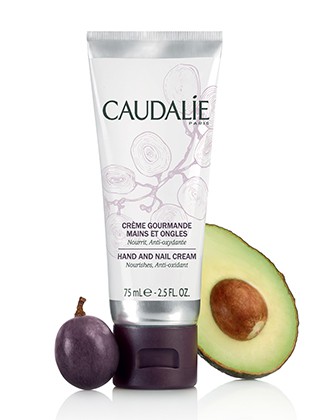 CAUDALÍE
PARIS
CRÈME GOURMANDE
MAINS ET ONGLES
Nourrit, Anti-oxydante
HAND AND NAIL CREAM
Nourishes, Anti-oxidant
75 mL e - 2.5 FL. OZ.